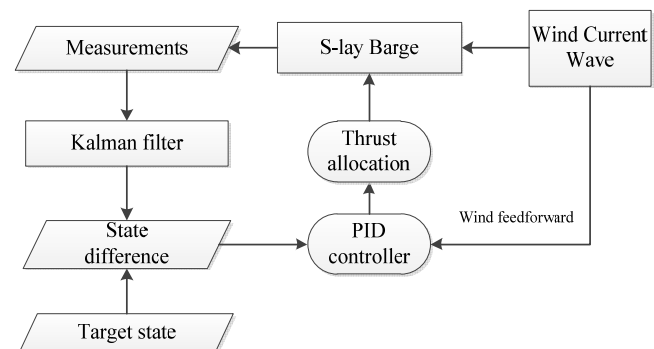 Measurements
S-lay Barge
Wind Current
Wave
Kalman filter
Thrust
allocation
State
difference
PID
controller
Wind feedforward
Target state